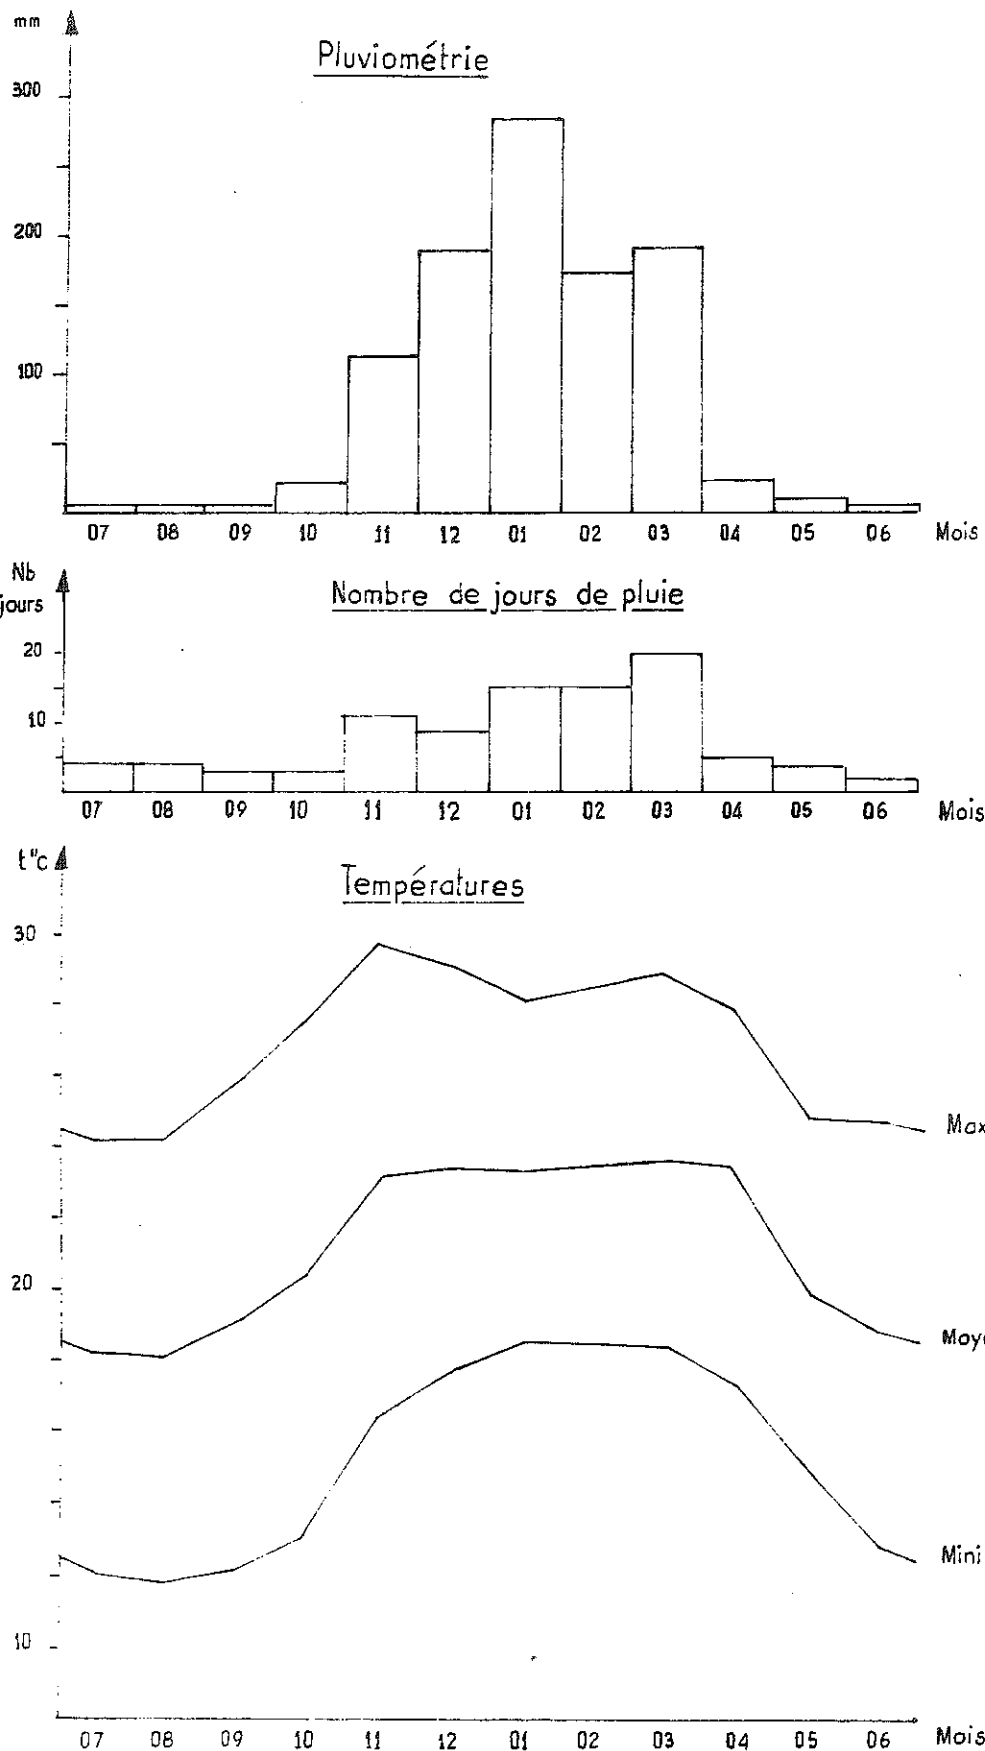 mm
Pluviométrie
300
200
100
07 08 09 10 11 12 01 02 03 04 05 06 Mois
Nb
jours
Nombre de jours de pluie
20
10
07 08 09 10 11 12 01 02 03 04 05 06 Mois
t°c
Températures
30
Max
20
Moye
Mini
10
07 08 09 10 11 12 01 02 03 04 05 06 Mois